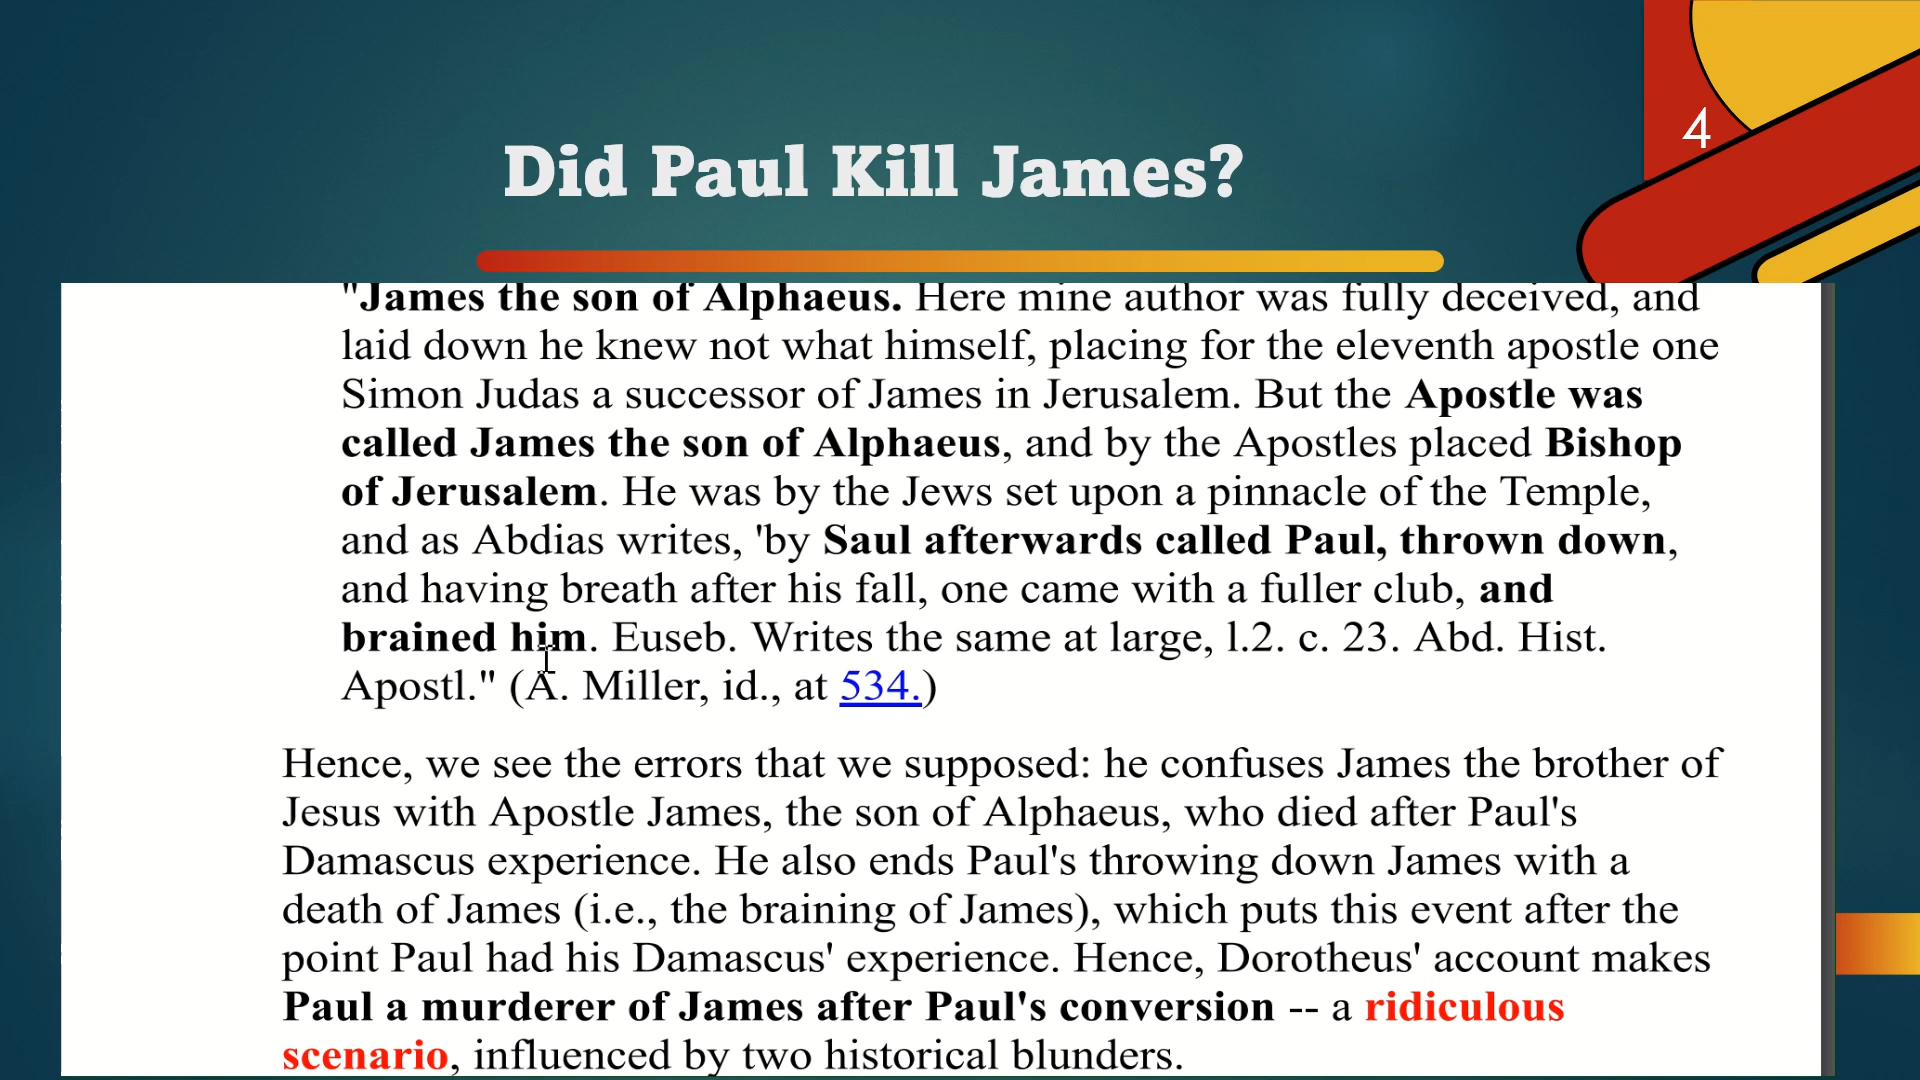 4
Did Paul Kill James?
"James the son of Alphaeus. Here mine author was fully deceived, and
laid down he knew not what himself, placing for the eleventh apostle one
Simon Judas a successor of James in Jerusalem. But the Apostle was
called James the son of Alphaeus, and by the Apostles placed Bishop
of Jerusalem. He was by the Jews set upon a pinnacle of the Temple,
and as Abdias writes, 'by Saul afterwards called Paul, thrown down,
and having breath after his fall, one came with a fuller club, and
brained him. Euseb. Writes the same at large, l.2. c. 23. Abd. Hist.
Apostl." (A. Miller, id., at 534.)
Hence, we see the errors that we supposed: he confuses James the brother of
Jesus with Apostle James, the son of Alphaeus, who died after Paul's
Damascus experience. He also ends Paul's throwing down James with a
death of James (i.e., the braining of James), which puts this event after the
point Paul had his Damascus' experience. Hence, Dorotheus' account makes
Paul a murderer of James after Paul's conversion -- a ridiculous
scenario, influenced by two historical blunders.